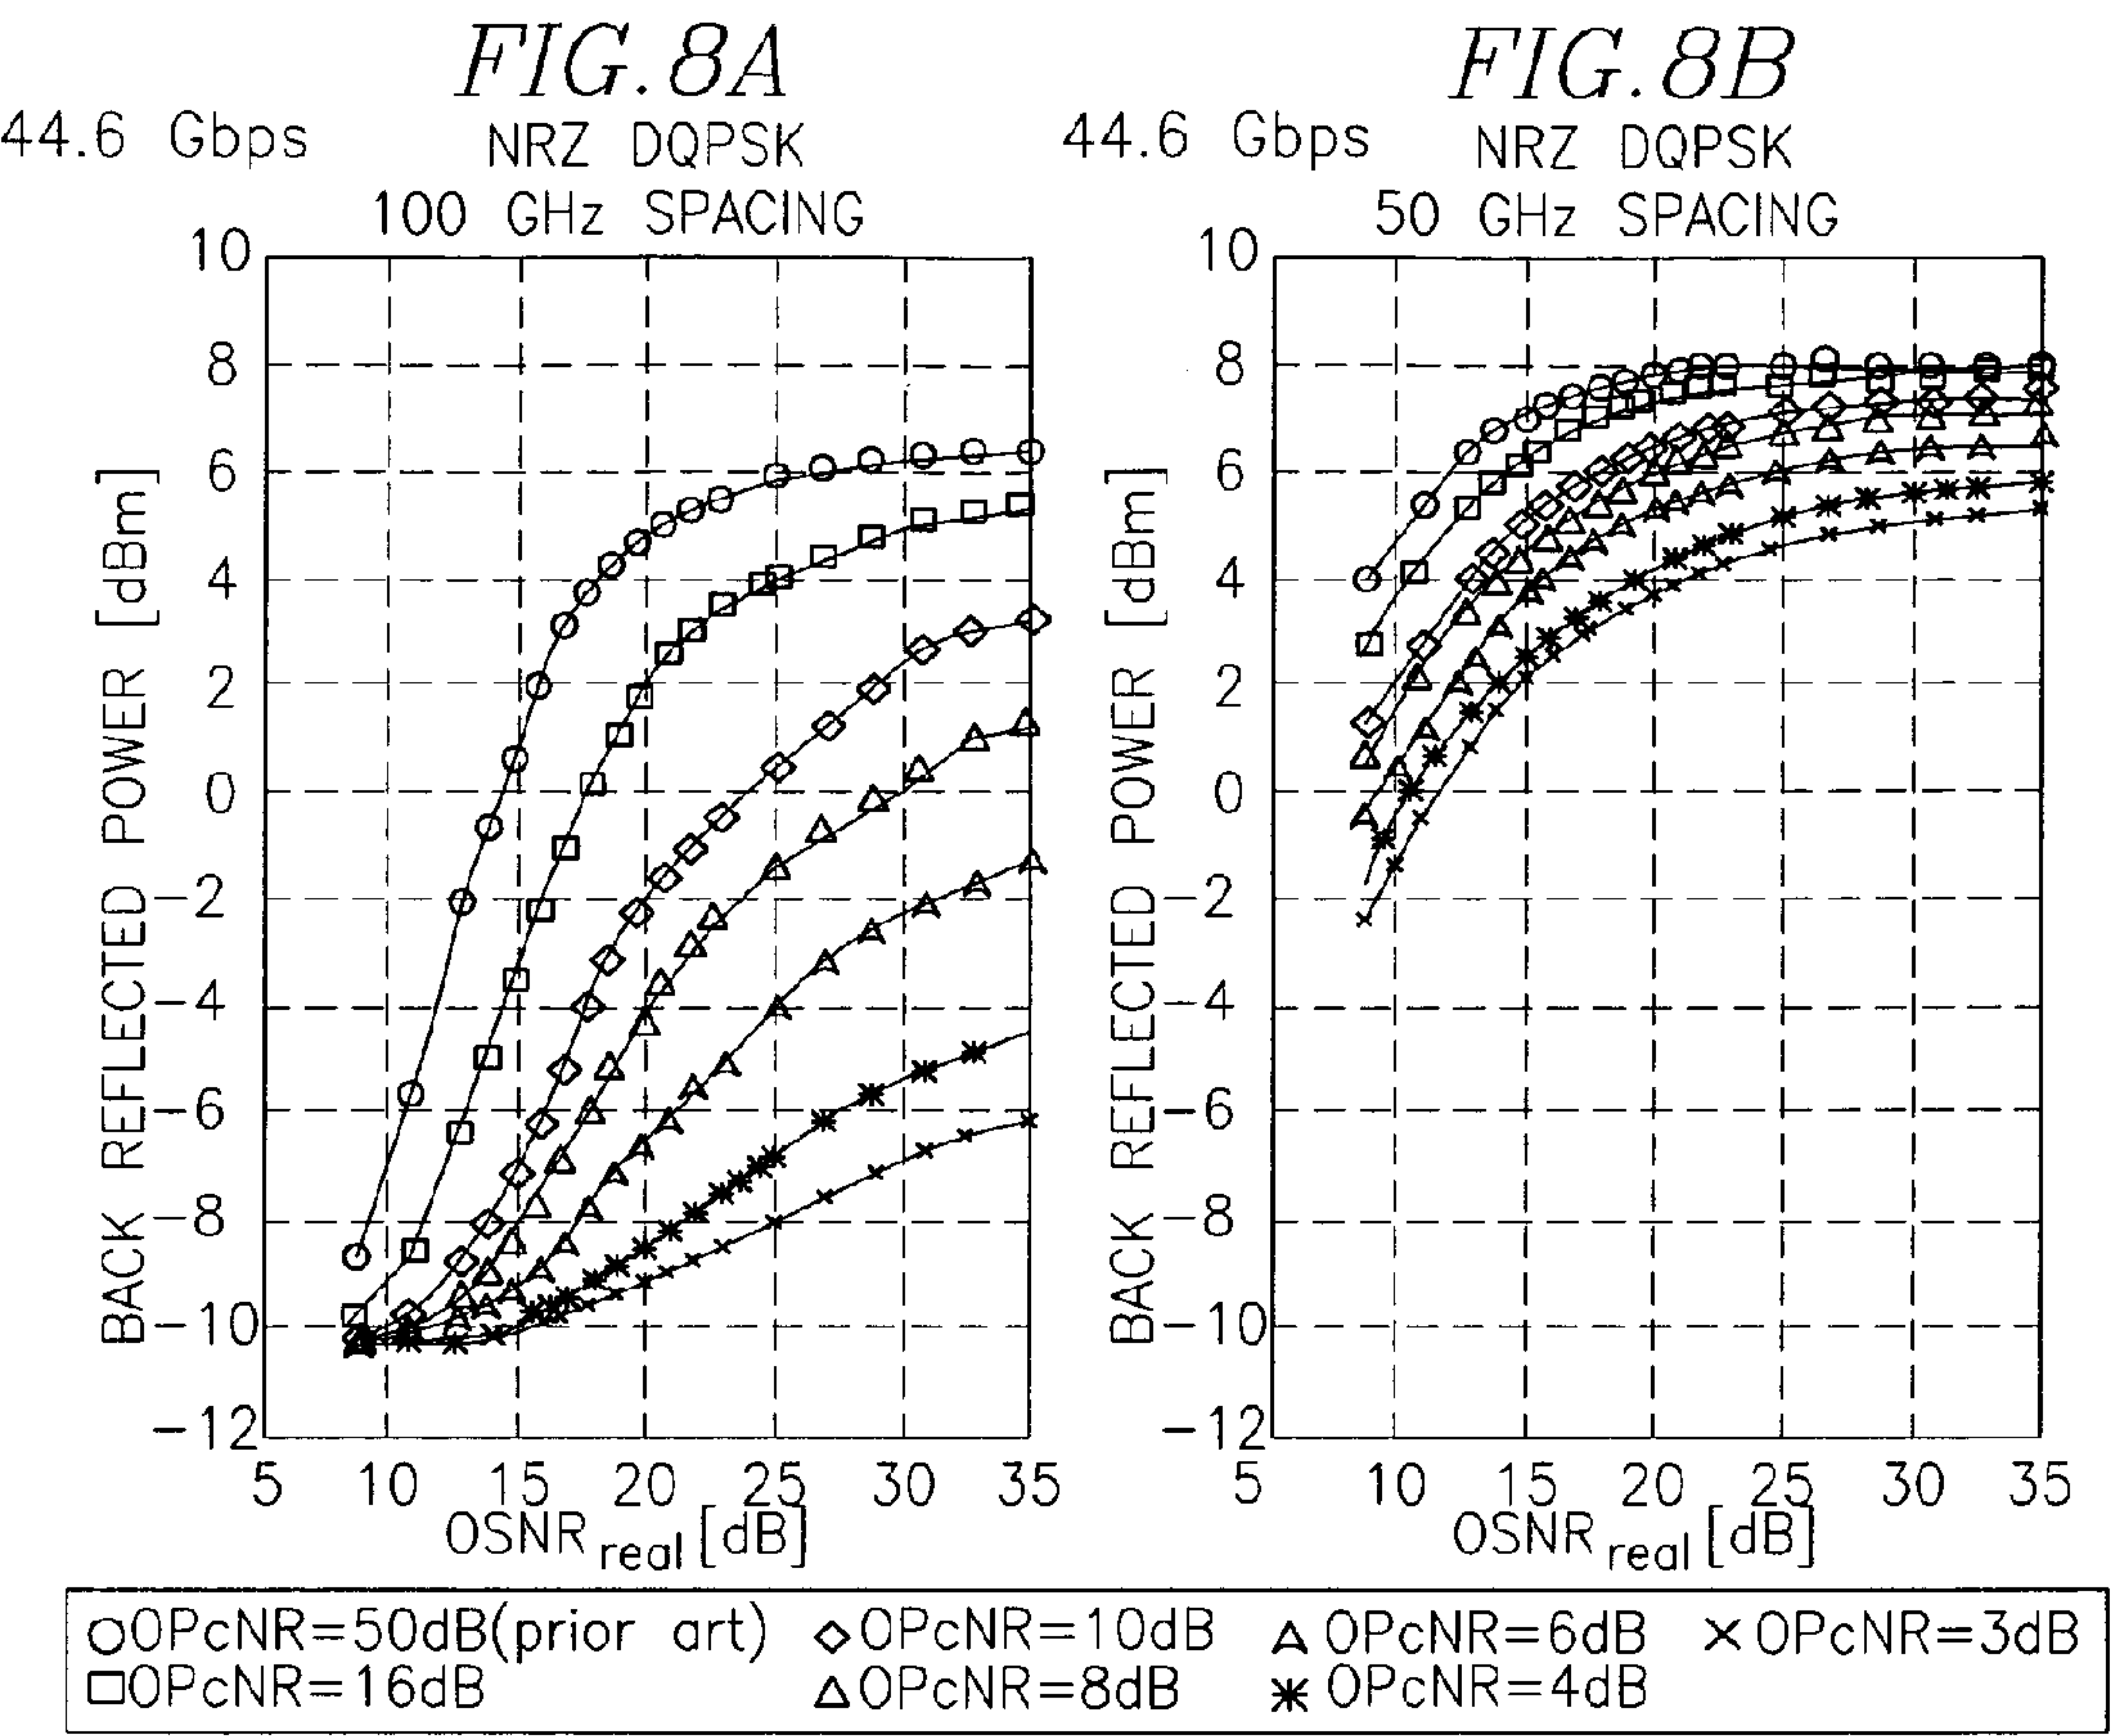 FIG.8A
44.6 Gbps
NRZ DQPSK
100 GHz SPACING
BACK REFLECTED POWER [dBm]
10
8
6
4
2
0
-2
-4
-6
-8
-10
-12
5 10 15 20 25 30 35
OSNR real [dB]
FIG.8B
44.6 Gbps
NRZ DQPSK
50 GHz SPACING
BACK REFLECTED POWER [dBm]
10
8
6
4
2
0
-2
-4
-6
-8
-10
-12
5 10 15 20 25 30 35
OSNR real [dB]
OPcNR=50dB(prior art) OPcNR=10dB OPcNR=6dB OPcNR=3dB
OPcNR=16dB OPcNR=8dB OPcNR=4dB